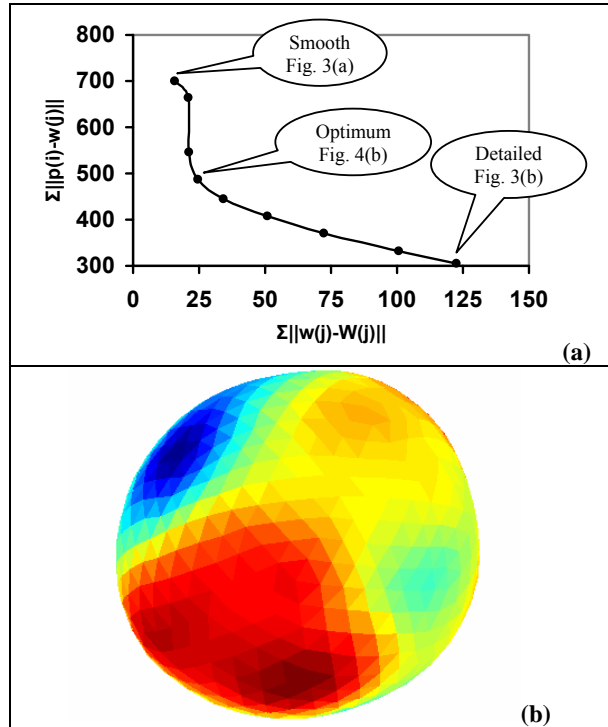 800
700
600
500
400
300
Σ||p(i)-w(j)||
Smooth
Fig. 3(a)
Optimum
Fig. 4(b)
Detailed
Fig. 3(b)
0 25 50 75 100 125 150
Σ||w(j)-W(j)||
(a)
(b)